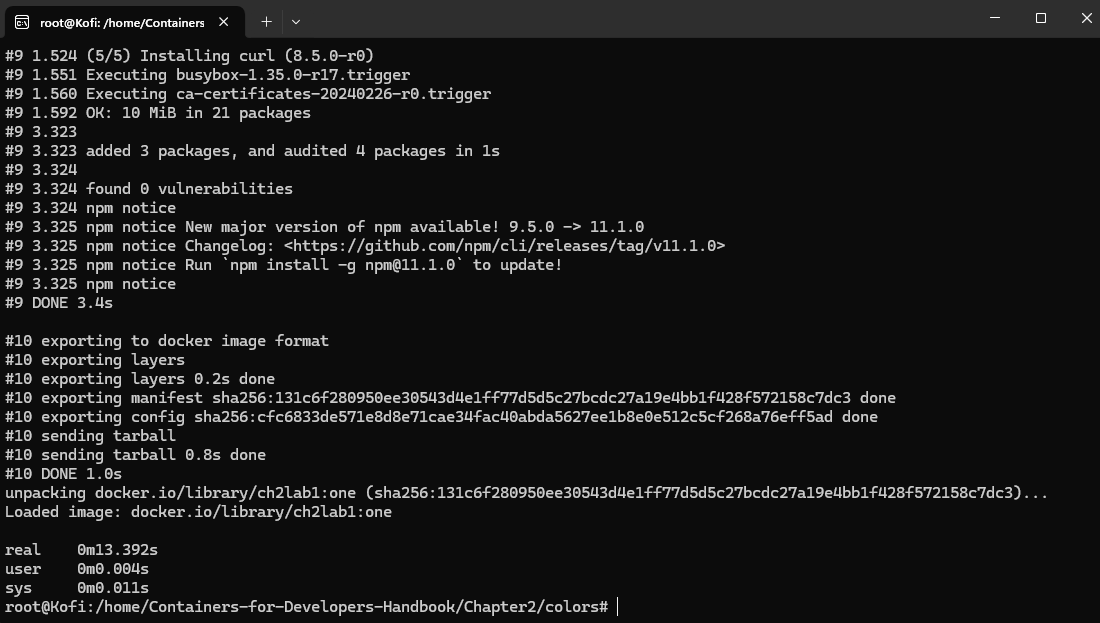 root@Kofi: /home/Containers
#9 1.524 (5/5) Installing curl (8.5.0-r0)
#9 1.551 Executing busybox-1.35.0-r17.trigger
#9 1.560 Executing ca-certificates-20240226-r0.trigger
#9 1.592 OK: 10 MiB in 21 packages
#9 3.323
#9 3.323 added 3 packages, and audited 4 packages in 1s
#9 3.324
#9 3.324 found 0 vulnerabilities
#9 3.324 npm notice
#9 3.325 npm notice New major version of npm available! 9.5.0 -> 11.1.0
#9 3.325 npm notice Changelog: <https://github.com/npm/cli/releases/tag/v11.1.0>
#9 3.325 npm notice Run `npm install -g npm@11.1.0` to update!
#9 3.325 npm notice
#9 DONE 3.4s
#10 exporting to docker image format
#10 exporting layers
#10 exporting layers 0.2s done
#10 exporting manifest sha256:131c6f280950ee30543d4e1ff77d5d5c27bcdc27a19e4bb1f428f572158c7dc3 done
#10 exporting config sha256:cfc6833de571e8d8e71cae34fac40abda5627ee1b8e0e512c5cf268a76eff5ad done
#10 sending tarball
#10 sending tarball 0.8s done
#10 DONE 1.0s
unpacking docker.io/library/ch2lab1:one (sha256:131c6f280950ee30543d4e1ff77d5d5c27bcdc27a19e4bb1f428f572158c7dc3)...
Loaded image: docker.io/library/ch2lab1:one
real 0m13.392s
user 0m0.004s
sys 0m0.011s
root@Kofi:/home/Containers-for-Developers-Handbook/Chapter2/colors#